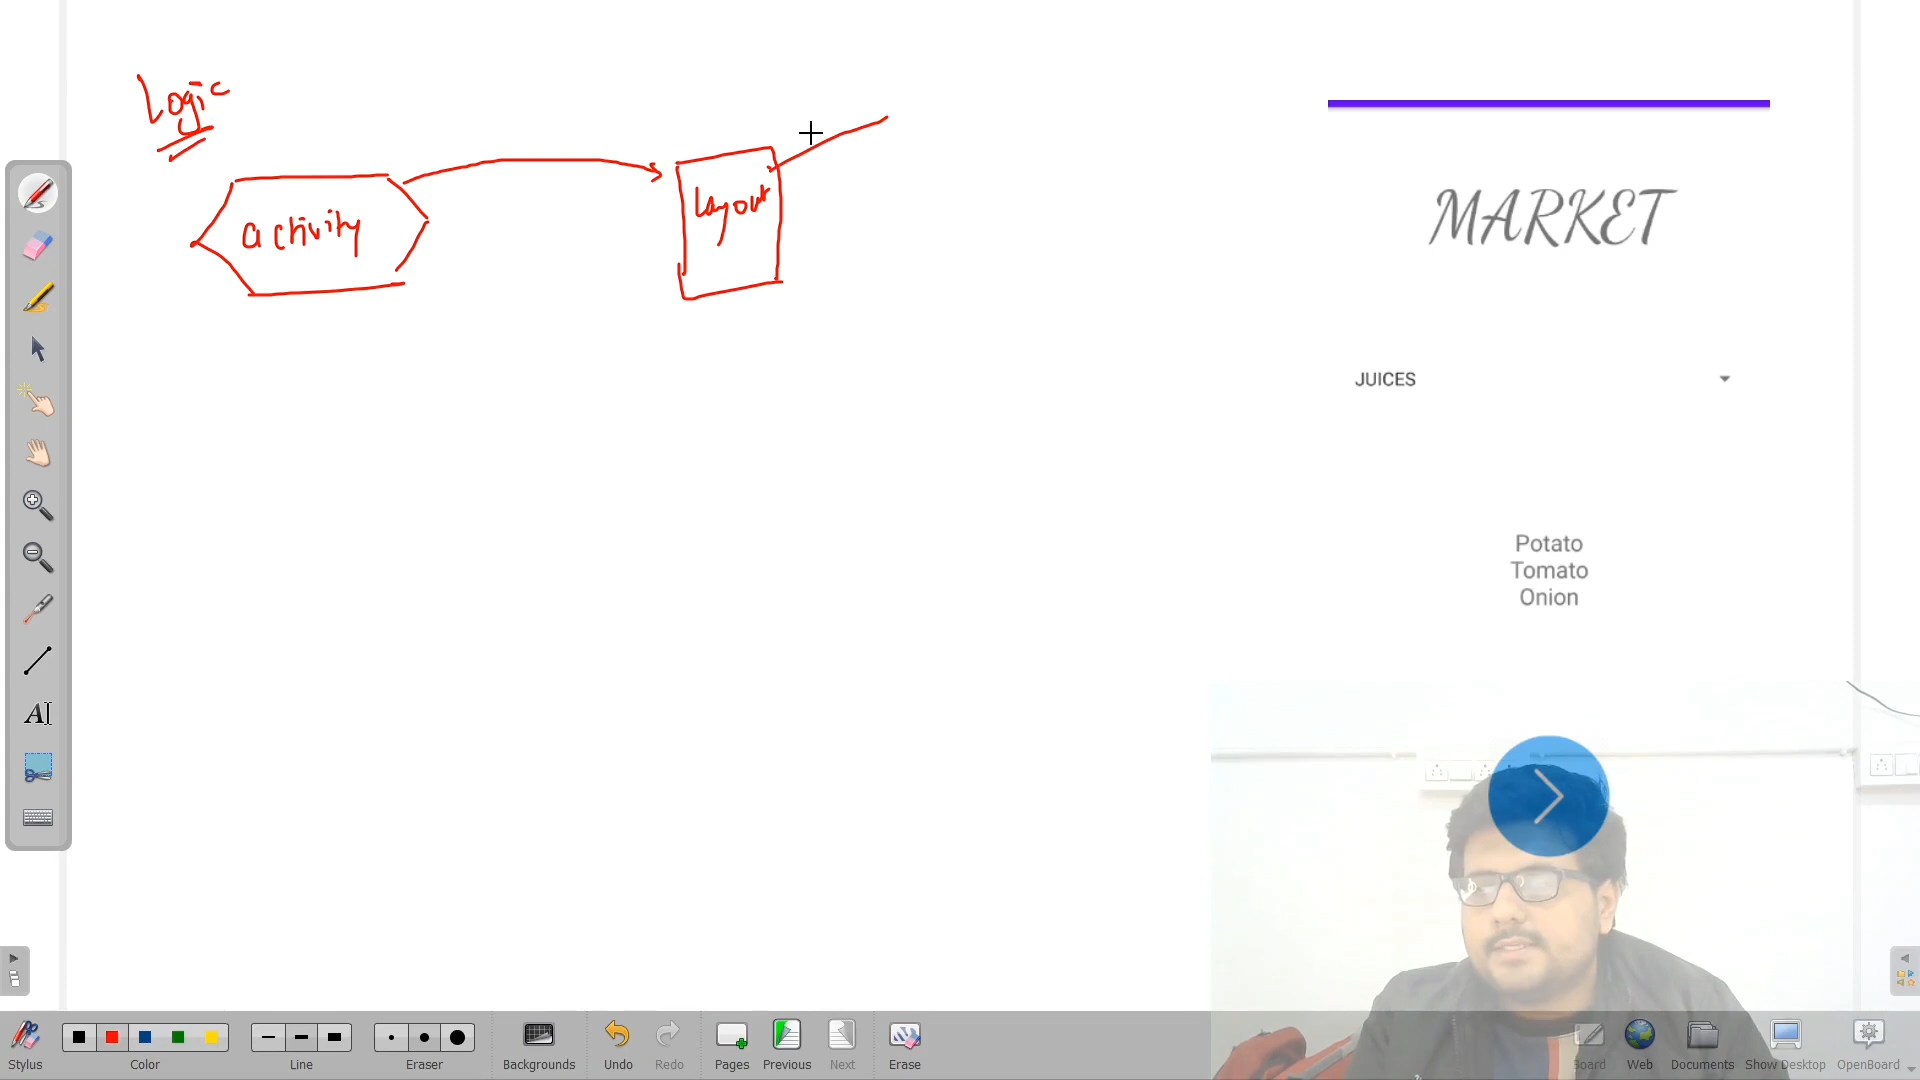 Logic
activity
Layout
MARKET
JUICES
Potato
Tomato
Onion
Stylus
Color
Line
Eraser
Backgrounds
Undo
Redo
Pages
Previous
Next
Erase
Board
Web
Documents
Show Desktop
OpenBoard